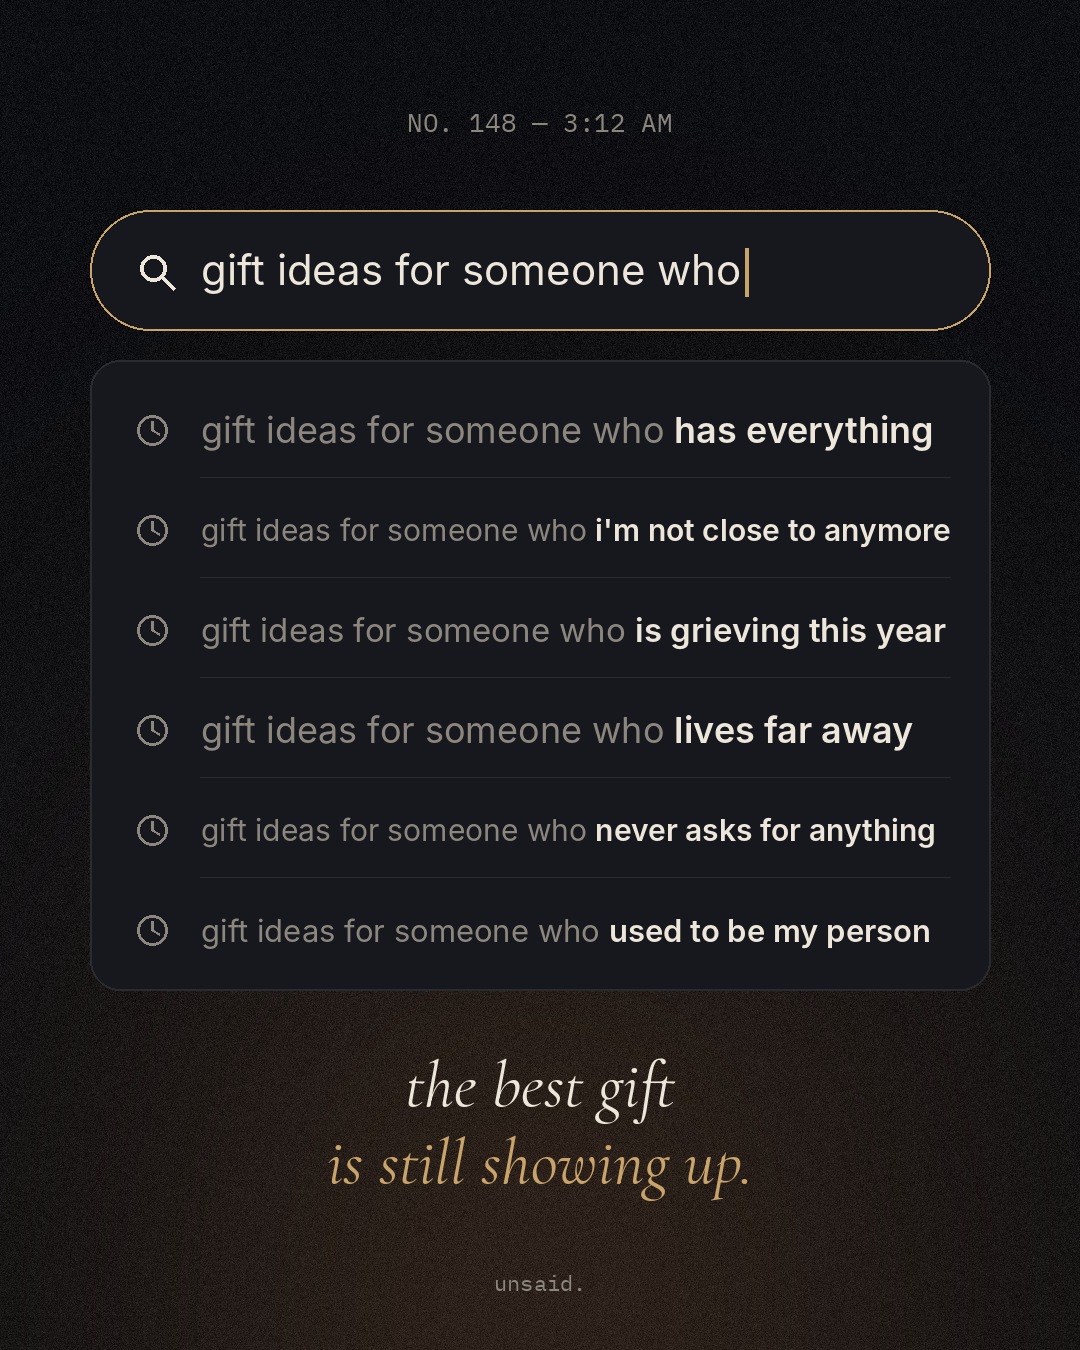 NO. 148 — 3:12 AM
gift ideas for someone who
gift ideas for someone who has everything
gift ideas for someone who i'm not close to anymore
gift ideas for someone who is grieving this year
gift ideas for someone who lives far away
gift ideas for someone who never asks for anything
gift ideas for someone who used to be my person
the best gift
is still showing up.
unsaid.